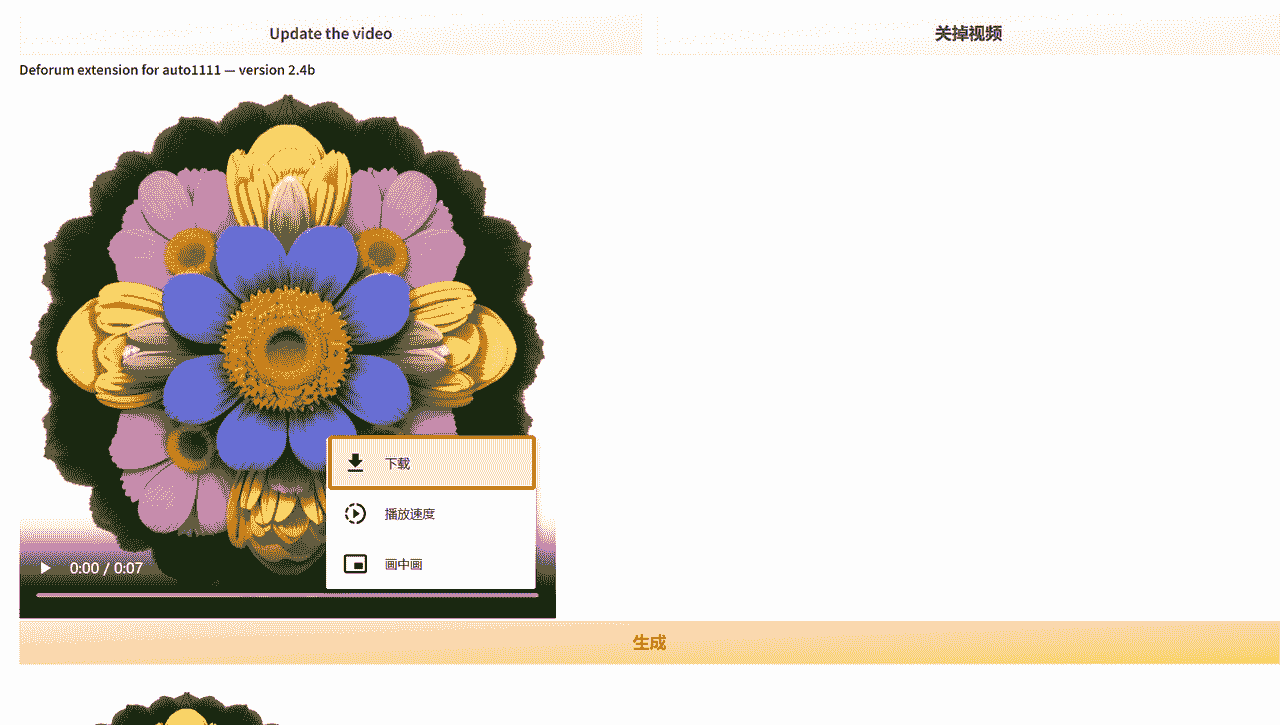 Update the video
关掉视频
Deforum extension for auto1111 — version 2.4b
下载
播放速度
画中画
0:00 / 0:07
生成